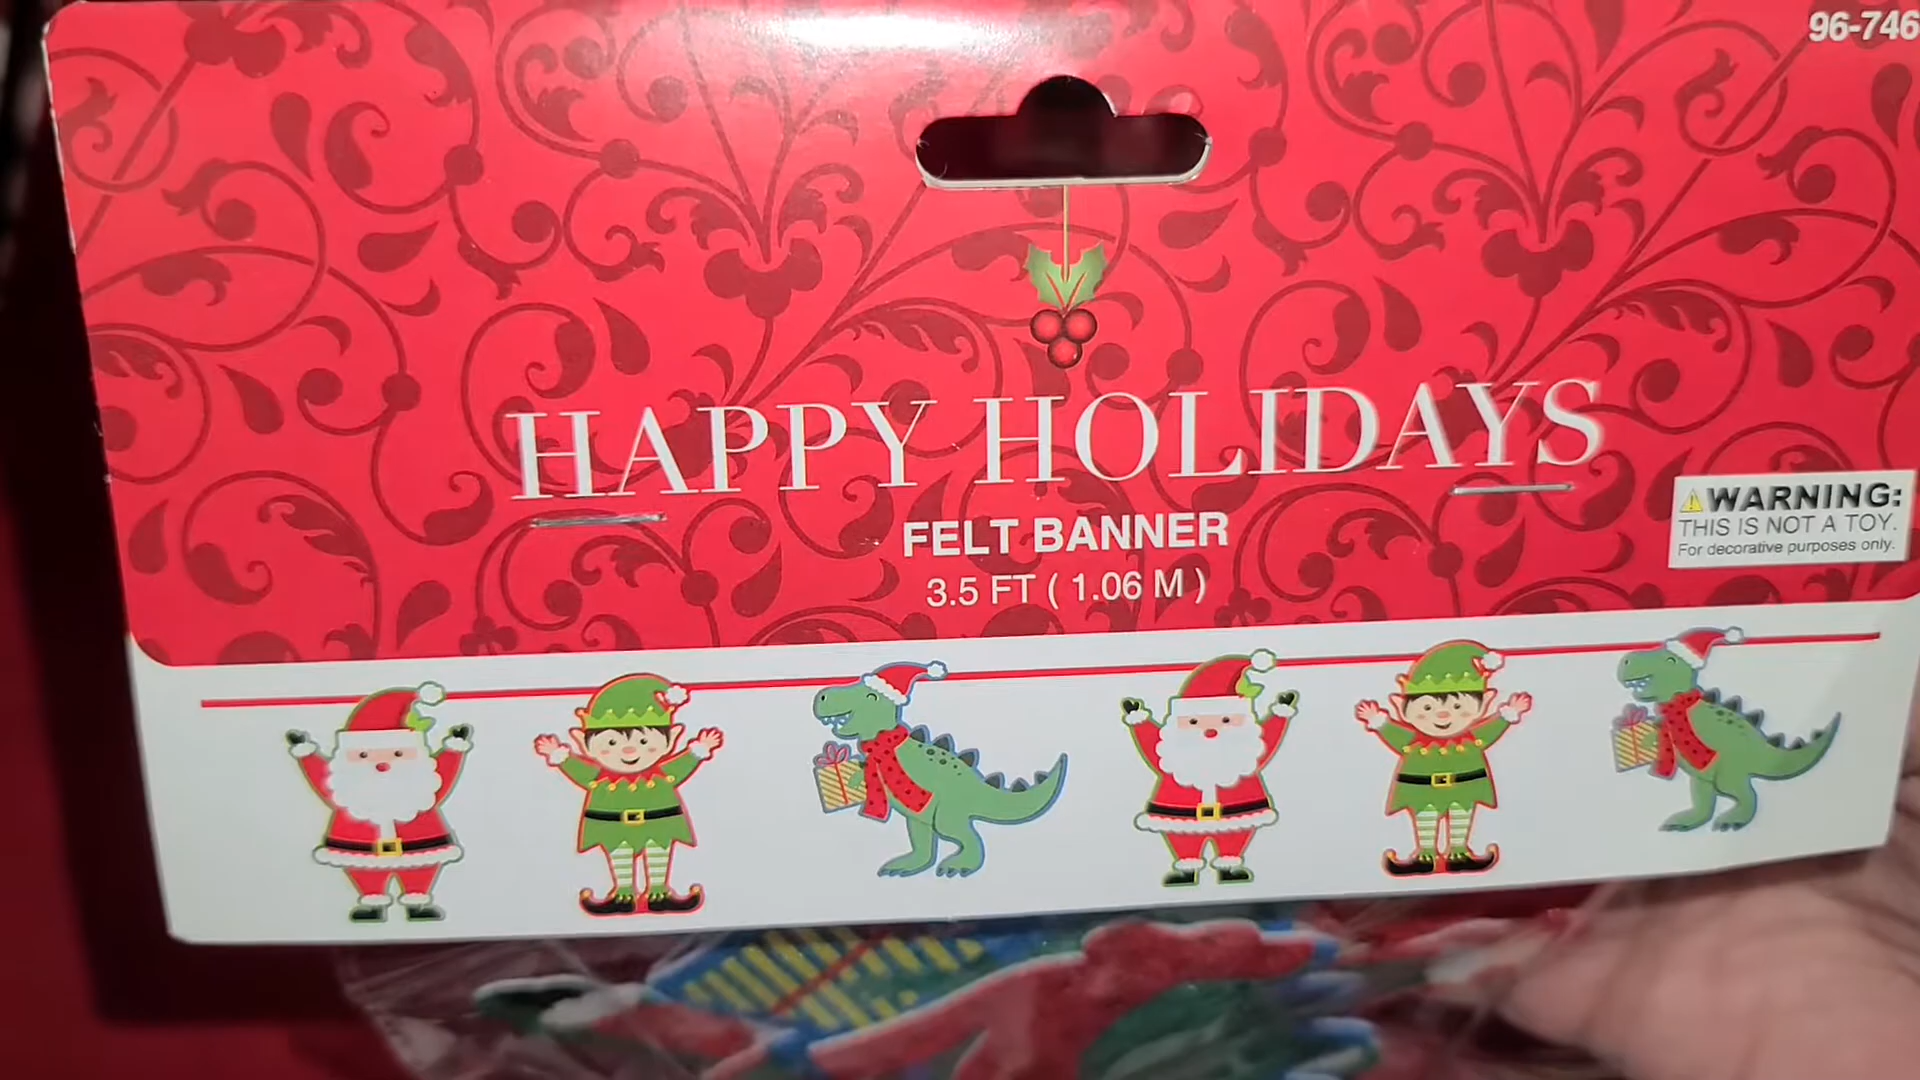 96-746
HAPPY HOLIDAYS
FELT BANNER
3.5 FT ( 1.06 M )
WARNING:
THIS IS NOT A TOY.
For decorative purposes only.